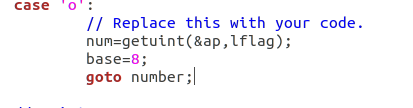 case 'o':
// Replace this with your code.
num=getuint(&ap,lflag);
base=8;
goto number;